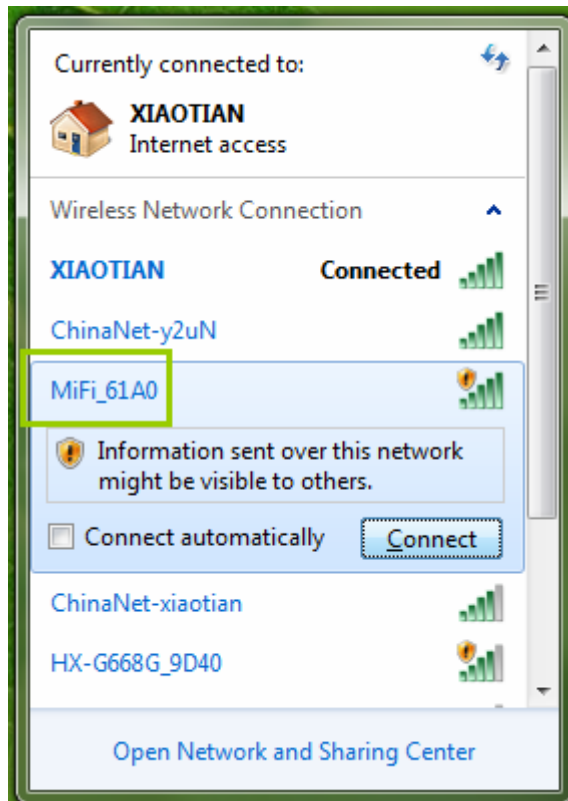 Currently connected to:
XIAOTIAN
Internet access
Wireless Network Connection
XIAOTIAN Connected
ChinaNet-y2uN
MiFi_61A0
Information sent over this network
might be visible to others.
Connect automatically Connect
ChinaNet-xiaotian
HX-G668G_9D40
Open Network and Sharing Center